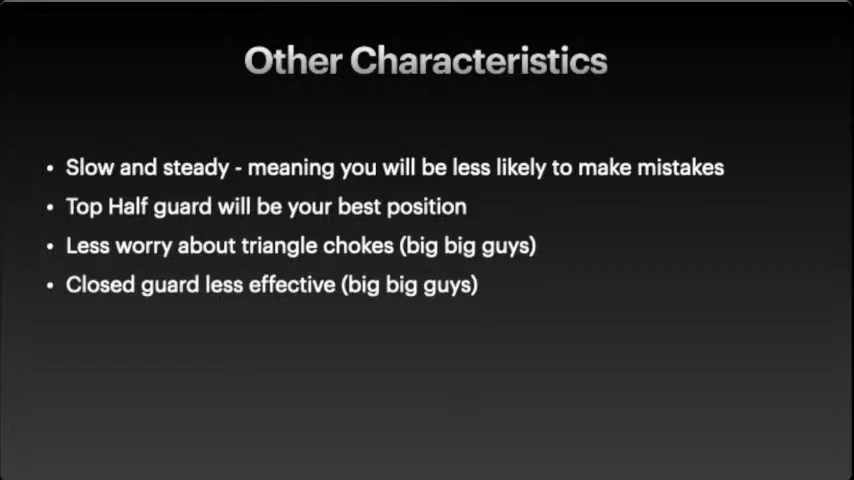 Other Characteristics
• Slow and steady - meaning you will be less likely to make mistakes
• Top Half guard will be your best position
• Less worry about triangle chokes (big big guys)
• Closed guard less effective (big big guys)